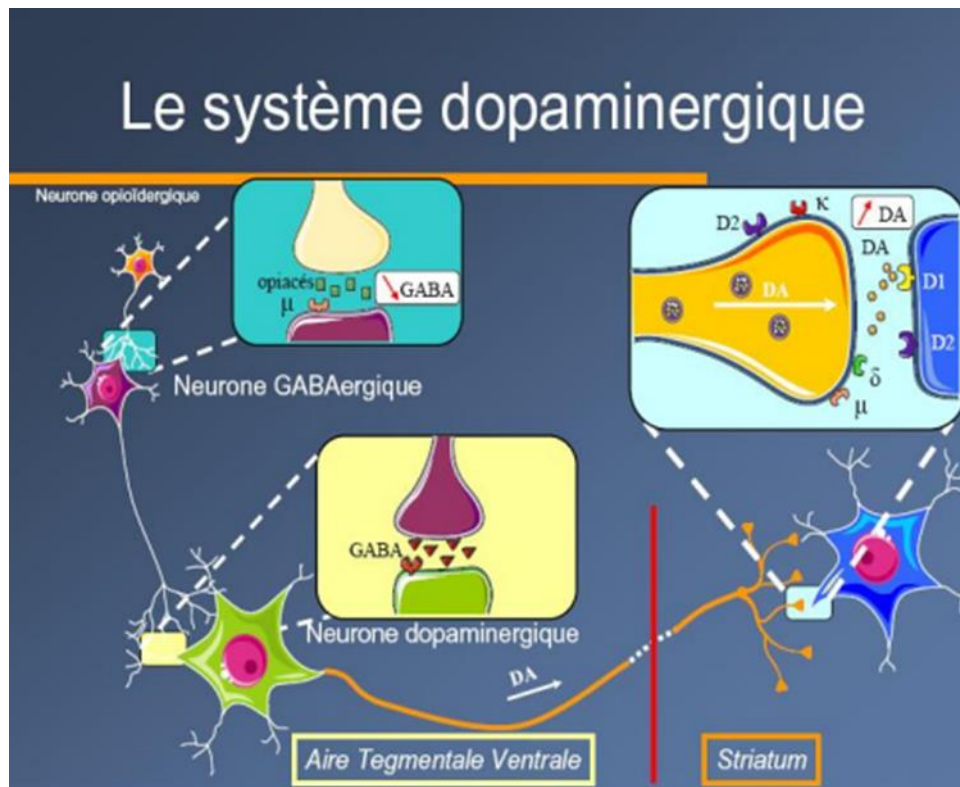 Le système dopaminergique
Neurone opioïdergique
opiacés
μ
GABA
Neurone GABAergique
D2
κ
DA
DA
DA
D1
D2
δ
μ
GABA
Neurone dopaminergique
DA
Aire Tegmentale Ventrale
Striatum